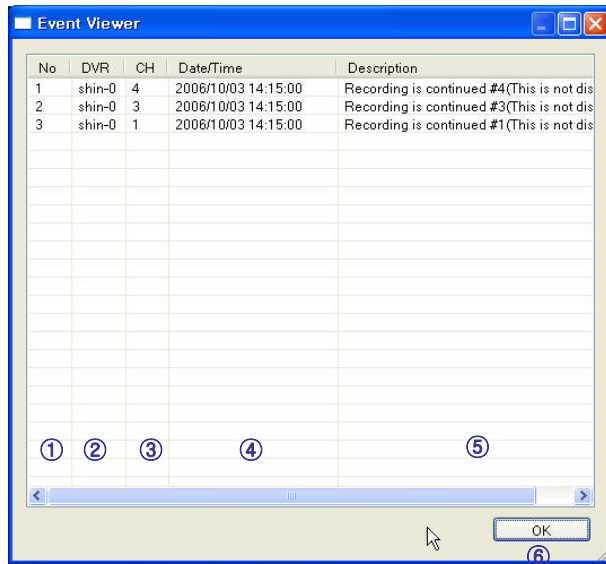 Event Viewer
No DVR CH Date/Time Description
1 shin-0 4 2006/10/03 14:15:00 Recording is continued #4(This is not dis
2 shin-0 3 2006/10/03 14:15:00 Recording is continued #3(This is not dis
3 shin-0 1 2006/10/03 14:15:00 Recording is continued #1(This is not dis
① ② ③ ④ ⑤
OK
⑥